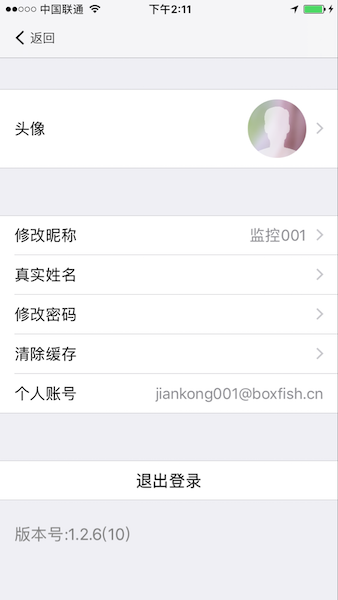 中国联通 下午2:11
返回
头像
修改昵称 监控001
真实姓名
修改密码
清除缓存
个人账号 jiankong001@boxfish.cn
退出登录
版本号:1.2.6(10)